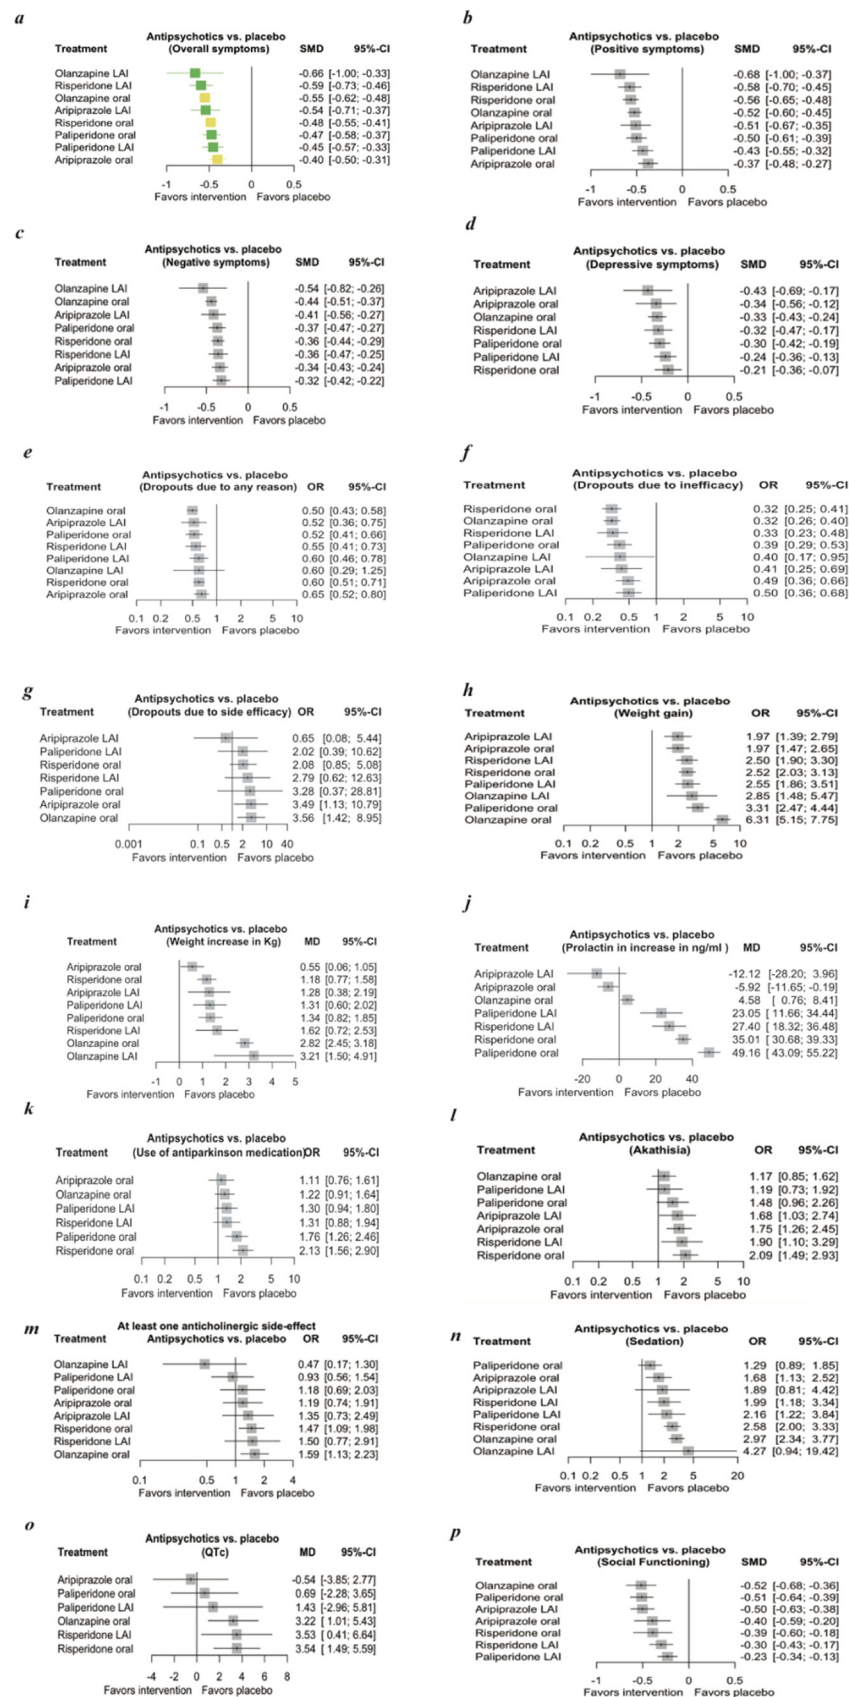 a
Antipsychotics vs. placebo
Treatment (Overall symptoms) SMD 95%-CI
Olanzapine LAI -0.66 [-1.00; -0.33)
Risperidone LAI -0.59 [-0.73; -0.46]
Olanzapine oral -0.55 [-0.62; -0.48]
Aripiprazole LAI -0.54 [-0.71; -0.37]
Risperidone oral -0.48 [-0.55; -0.41]
Paliperidone oral -0.47 [-0.58; -0.37]
Paliperidone LAI -0.45 [-0.57; -0.33]
Aripiprazole oral -0.40 [-0.50; -0.31]
-1 -0.5 0 0.5
Favors intervention Favors placebo
b
Antipsychotics vs. placebo
Treatment (Positive symptoms) SMD 95%-CI
Olanzapine LAI -0.68 [-1.00; -0.37]
Risperidone LAI -0.58 [-0.70; -0.45]
Risperidone oral -0.56 [-0.65; -0.48]
Olanzapine oral -0.52 [-0.60; -0.45]
Aripiprazole LAI -0.51 [-0.67; -0.35]
Paliperidone oral -0.50 [-0.61; -0.39]
Paliperidone LAI -0.43 [-0.55; -0.32]
Aripiprazole oral -0.37 [-0.48; -0.27]
-1 -0.5 0 0.5
Favors intervention Favors placebo
c
Antipsychotics vs. placebo
Treatment (Negative symptoms) SMD 95%-CI
Olanzapine LAI -0.54 [-0.82; -0.26]
Olanzapine oral -0.44 [-0.51; -0.37]
Aripiprazole LAI -0.41 [-0.56; -0.27]
Paliperidone oral -0.37 [-0.47; -0.27]
Risperidone oral -0.36 [-0.44; -0.29]
Risperidone LAI -0.36 [-0.47; -0.25]
Aripiprazole oral -0.34 [-0.43; -0.24]
Paliperidone LAI -0.32 [-0.42; -0.22]
-1 -0.5 0 0.5
Favors intervention Favors placebo
d
Antipsychotics vs. placebo
Treatment (Depressive symptoms) SMD 95%-CI
Aripiprazole LAI -0.43 [-0.69; -0.17]
Aripiprazole oral -0.34 [-0.56; -0.12]
Olanzapine oral -0.33 [-0.43; -0.24]
Risperidone LAI -0.32 [-0.47; -0.17]
Paliperidone oral -0.30 [-0.42; -0.19]
Paliperidone LAI -0.24 [-0.36; -0.13]
Risperidone oral -0.21 [-0.36; -0.07]
-1 -0.5 0 0.5
Favors intervention Favors placebo
e
Antipsychotics vs. placebo
Treatment (Dropouts due to any reason) OR 95%-CI
Olanzapine oral 0.50 [0.43; 0.58]
Aripiprazole LAI 0.52 [0.36; 0.75]
Paliperidone oral 0.52 [0.41; 0.66]
Risperidone LAI 0.55 [0.41; 0.73]
Paliperidone LAI 0.60 [0.46; 0.78]
Olanzapine LAI 0.60 [0.29; 1.25]
Risperidone oral 0.60 [0.51; 0.71]
Aripiprazole oral 0.65 [0.52; 0.80]
0.1 0.2 0.5 1 2 5 10
Favors intervention Favors placebo
f
Antipsychotics vs. placebo
Treatment (Dropouts due to inefficacy) OR 95%-CI
Risperidone oral 0.32 [0.25; 0.41]
Olanzapine oral 0.32 [0.26; 0.40]
Risperidone LAI 0.33 [0.23; 0.48]
Paliperidone oral 0.39 [0.29; 0.53]
Olanzapine LAI 0.40 [0.17; 0.95]
Aripiprazole LAI 0.41 [0.25; 0.69]
Aripiprazole oral 0.49 [0.36; 0.66]
Paliperidone LAI 0.50 [0.36; 0.68]
0.1 0.2 0.5 1 2 5 10
Favors intervention Favors placebo
g
Antipsychotics vs. placebo
Treatment (Dropouts due to side efficacy) OR 95%-CI
Aripiprazole LAI 0.65 [0.08; 5.44]
Paliperidone LAI 2.02 [0.39; 10.62]
Risperidone oral 2.08 [0.85; 5.08]
Risperidone LAI 2.79 [0.62; 12.63]
Paliperidone oral 3.28 [0.37; 28.81]
Aripiprazole oral 3.49 [1.13; 10.79]
Olanzapine oral 3.56 [1.42; 8.95]
0.001 0.1 0.5 2 10 40
Favors intervention Favors placebo
h
Antipsychotics vs. placebo
Treatment (Weight gain) OR 95%-CI
Aripiprazole LAI 1.97 [1.39; 2.79]
Aripiprazole oral 1.97 [1.47; 2.65]
Risperidone LAI 2.50 [1.90; 3.30]
Risperidone oral 2.52 [2.03; 3.13]
Paliperidone LAI 2.55 [1.86; 3.51]
Olanzapine LAI 2.85 [1.48; 5.47]
Paliperidone oral 3.31 [2.47; 4.44]
Olanzapine oral 6.31 [5.15; 7.75]
0.1 0.2 0.5 1 2 5 10
Favors intervention Favors placebo
i
Antipsychotics vs. placebo
Treatment (Weight increase in Kg) MD 95%-CI
Aripiprazole oral 0.55 [0.06; 1.05]
Risperidone oral 1.18 [0.77; 1.58]
Aripiprazole LAI 1.28 [0.38; 2.19]
Paliperidone LAI 1.31 [0.60; 2.02]
Paliperidone oral 1.34 [0.82; 1.85]
Risperidone LAI 1.62 [0.72; 2.53]
Olanzapine oral 2.82 [2.45; 3.18]
Olanzapine LAI 3.21 [1.50; 4.91]
-1 0 1 2 3 4 5
Favors intervention Favors placebo
j
Antipsychotics vs. placebo
Treatment (Prolactin in increase in ng/ml ) MD 95%-CI
Aripiprazole LAI -12.12 [-28.20; 3.96]
Aripiprazole oral -5.92 [-11.65; -0.19]
Olanzapine oral 4.58 [ 0.76; 8.41]
Paliperidone LAI 23.05 [ 11.66; 34.44]
Risperidone LAI 27.40 [ 18.32; 36.48]
Risperidone oral 35.01 [ 30.68; 39.33]
Paliperidone oral 49.16 [ 43.09; 55.22]
-20 0 20 40
Favors intervention Favors placebo
k
Antipsychotics vs. placebo
Treatment (Use of antiparkinson medication)OR 95%-CI
Aripiprazole oral 1.11 [0.76; 1.61]
Olanzapine oral 1.22 [0.91; 1.64]
Paliperidone LAI 1.30 [0.94; 1.80]
Risperidone LAI 1.31 [0.88; 1.94]
Paliperidone oral 1.76 [1.26; 2.46]
Risperidone oral 2.13 [1.56; 2.90]
0.1 0.2 0.5 1 2 5 10
Favors intervention Favors placebo
l
Antipsychotics vs. placebo
Treatment (Akathisia) OR 95%-CI
Olanzapine oral 1.17 [0.85; 1.62]
Paliperidone LAI 1.19 [0.73; 1.92]
Paliperidone oral 1.48 [0.96; 2.26]
Aripiprazole LAI 1.68 [1.03; 2.74]
Aripiprazole oral 1.75 [1.26; 2.45]
Risperidone LAI 1.90 [1.10; 3.29]
Risperidone oral 2.09 [1.49; 2.93]
0.1 0.2 0.5 1 2 5 10
Favors intervention Favors placebo
m
At least one anticholinergic side-effect
Treatment Antipsychotics vs. placebo OR 95%-CI
Olanzapine LAI 0.47 [0.17; 1.30]
Paliperidone LAI 0.93 [0.56; 1.54]
Paliperidone oral 1.18 [0.69; 2.03]
Aripiprazole oral 1.19 [0.74; 1.91]
Aripiprazole LAI 1.35 [0.73; 2.49]
Risperidone oral 1.47 [1.09; 1.98]
Risperidone LAI 1.50 [0.77; 2.91]
Olanzapine oral 1.59 [1.13; 2.23]
0.1 0.5 1 2 4
Favors intervention Favors placebo
n
Antipsychotics vs. placebo
Treatment (Sedation) OR 95%-CI
Paliperidone oral 1.29 [0.89; 1.85]
Aripiprazole oral 1.68 [1.13; 2.52]
Aripiprazole LAI 1.89 [0.81; 4.42]
Risperidone LAI 1.99 [1.18; 3.34]
Paliperidone LAI 2.16 [1.22; 3.84]
Risperidone oral 2.58 [2.00; 3.33]
Olanzapine oral 2.97 [2.34; 3.77]
Olanzapine LAI 4.27 [0.94; 19.42]
0.1 0.2 0.5 1 2 5 20
Favors intervention Favors placebo
o
Antipsychotics vs. placebo
Treatment (QTc) MD 95%-CI
Aripiprazole oral -0.54 [-3.85; 2.77]
Paliperidone oral 0.69 [-2.28; 3.65]
Paliperidone LAI 1.43 [-2.96; 5.81]
Olanzapine oral 3.22 [ 1.01; 5.43]
Risperidone LAI 3.53 [ 0.41; 6.64]
Risperidone oral 3.54 [ 1.49; 5.59]
-4 -2 0 2 4 6 8
Favors intervention Favors placebo
p
Antipsychotics vs. placebo
Treatment (Social Functioning) SMD 95%-CI
Olanzapine oral -0.52 [-0.68; -0.36]
Paliperidone oral -0.51 [-0.64; -0.39]
Aripiprazole LAI -0.50 [-0.63; -0.38]
Aripiprazole oral -0.40 [-0.59; -0.20]
Risperidone oral -0.39 [-0.60; -0.18]
Risperidone LAI -0.30 [-0.43; -0.17]
Paliperidone LAI -0.23 [-0.34; -0.13]
-1 -0.5 0 0.5
Favors intervention Favors placebo